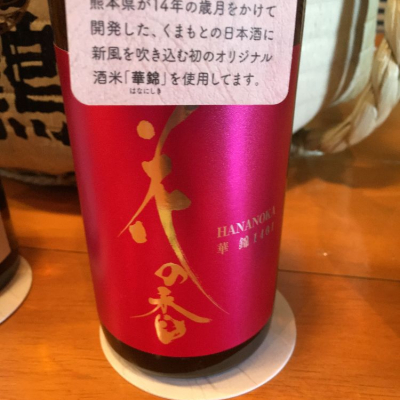 熊本県が14年の歳月をかけて
開発した、くまもとの日本酒に
新風を吹き込む初のオリジナル
酒米「華錦」を使用してます。
はなにしき
花の香
HANANOKA
華 錦